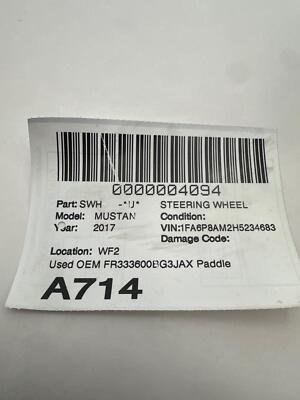 0000004094
Part: SWH -*U* STEERING WHEEL
Model: MUSTAN Condition:
Year: 2017 VIN:1FA6P8AM2H5234683
Damage Code:
Location: WF2
Used OEM FR333600BG3JAX Paddle
A714